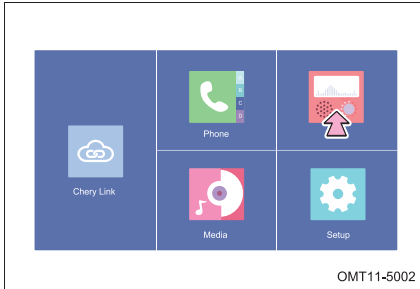 A
B
C
D
Phone
Chery Link
Media
Setup
OMT11-5002